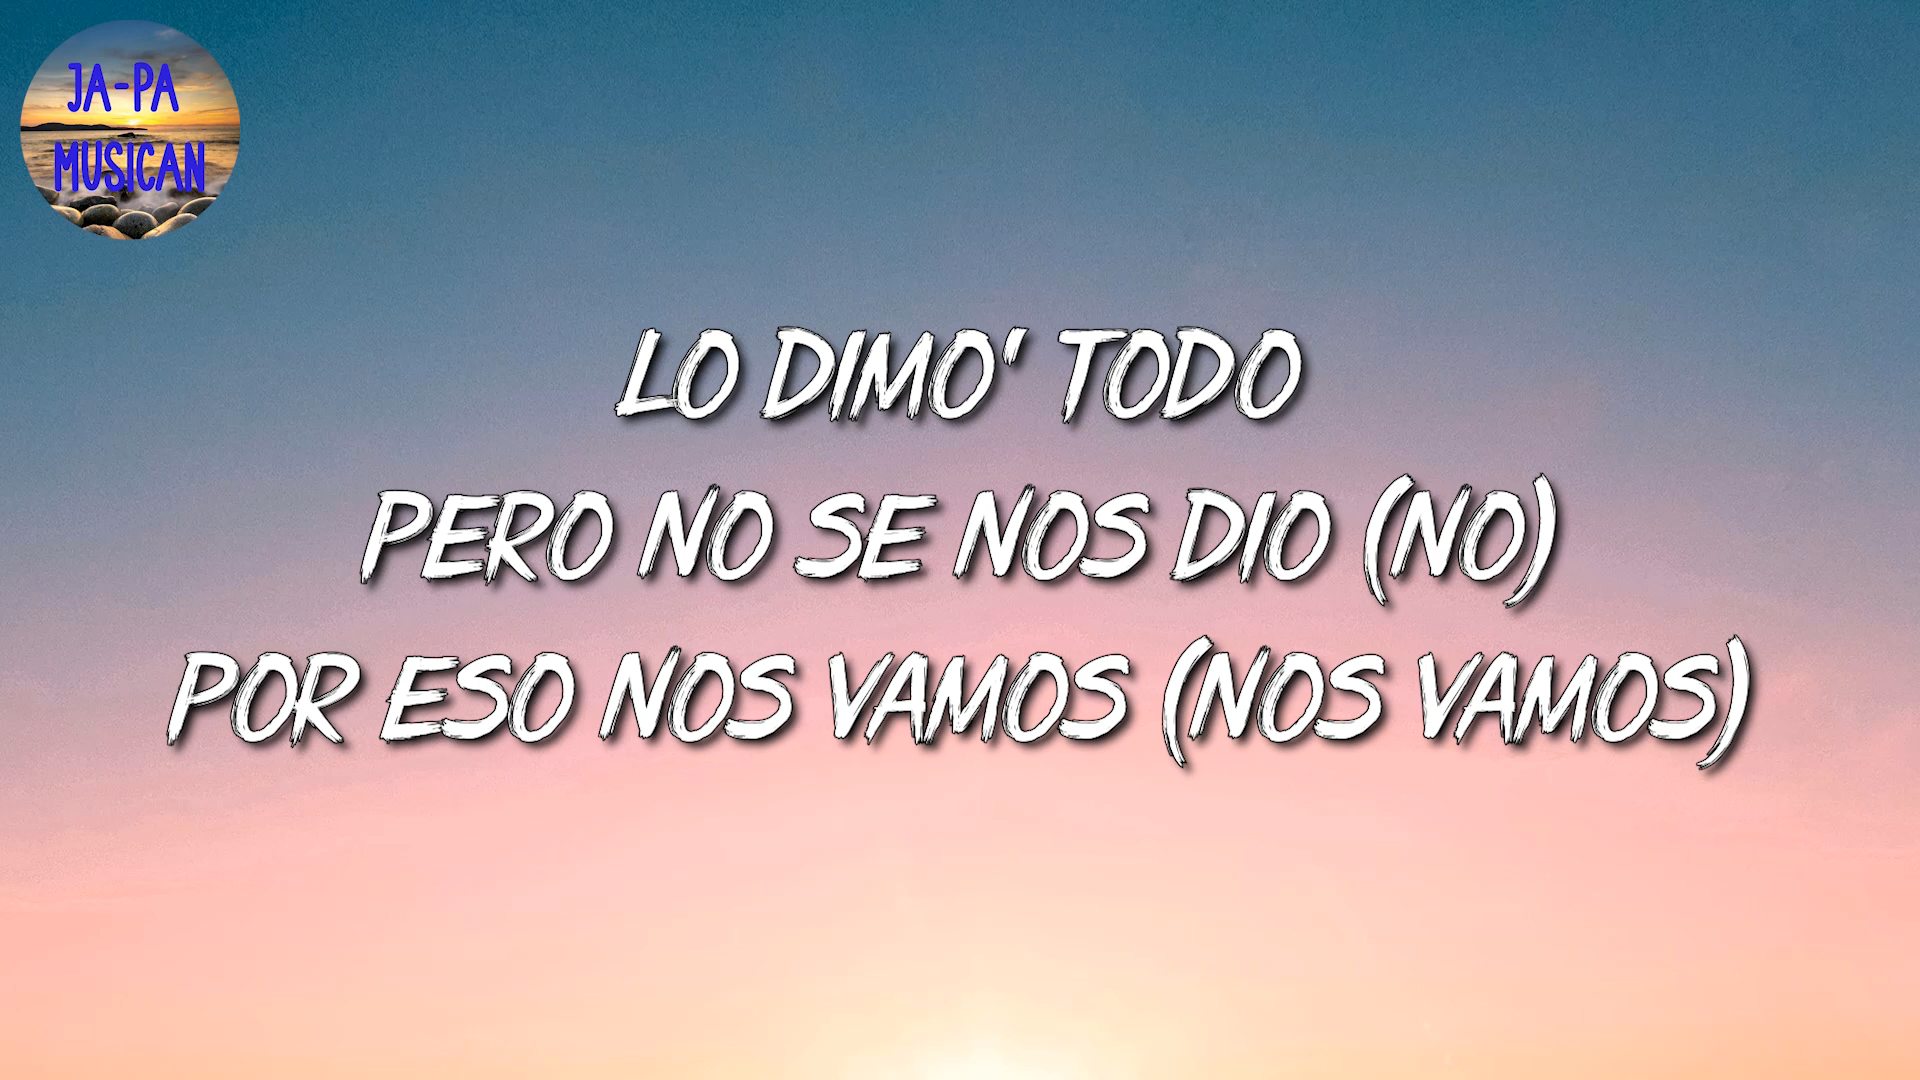 JA-PA
MUSICAN
LO DIMO' TODO
PERO NO SE NOS DIO (NO)
POR ESO NOS VAMOS (NOS VAMOS)